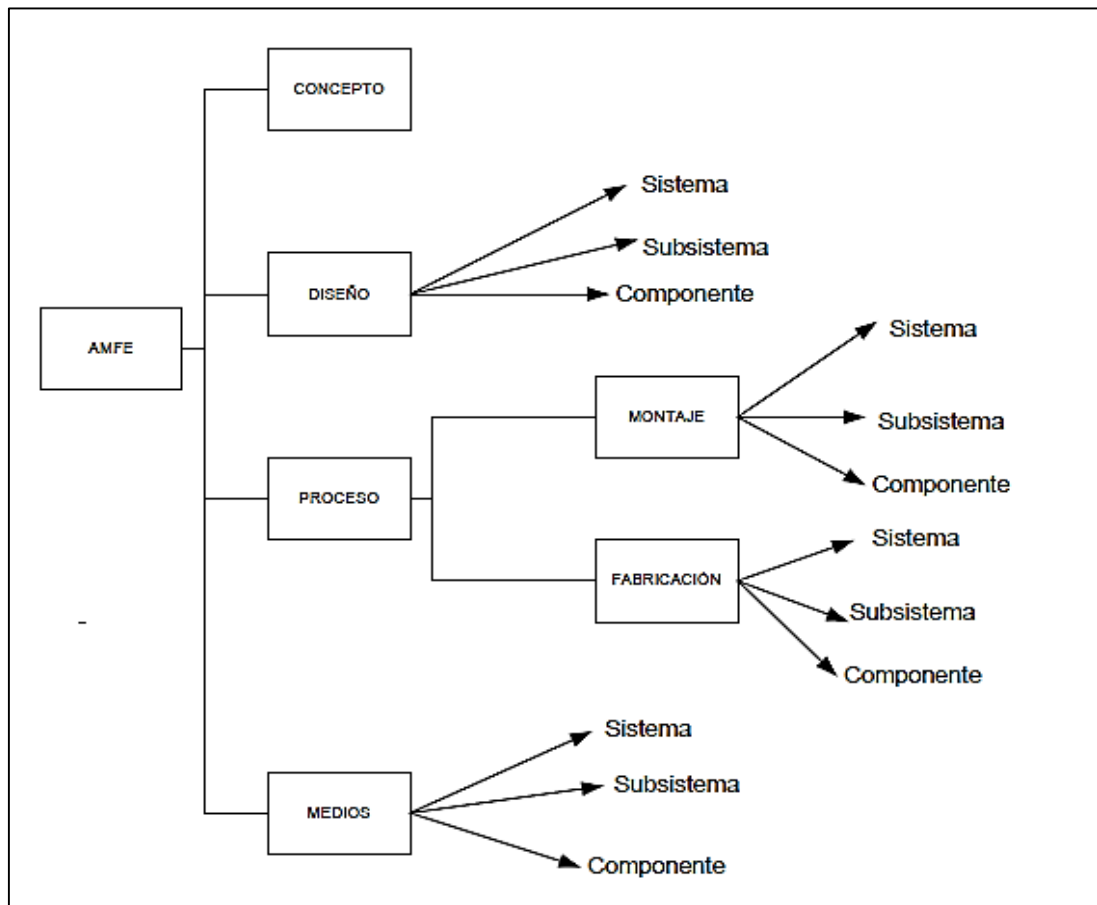 CONCEPTO
Sistema
Subsistema
DISEÑO
Componente
AMFE
Sistema
MONTAJE
Subsistema
Componente
PROCESO
Sistema
FABRICACIÓN
Subsistema
Componente
Sistema
Subsistema
MEDIOS
Componente